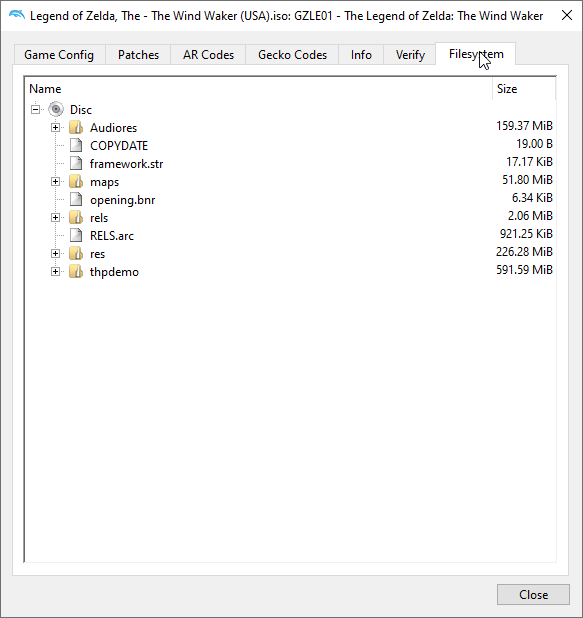 Legend of Zelda, The - The Wind Waker (USA).iso: GZLE01 - The Legend of Zelda: The Wind Waker
Game Config Patches AR Codes Gecko Codes Info Verify Filesystem
Name Size
Disc
Audiores 159.37 MiB
COPYDATE 19.00 B
framework.str 17.17 KiB
maps 51.80 MiB
opening.bnr 6.34 KiB
rels 2.06 MiB
RELS.arc 921.25 KiB
res 226.28 MiB
thpdemo 591.59 MiB
Close